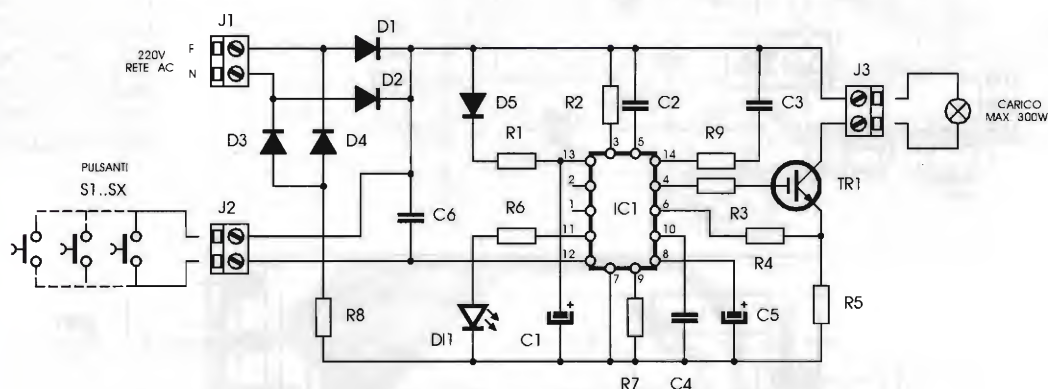 J1
F
N
220V
RETE AC
D1
D2
D3
D4
D5
R1
R2
C2
C3
R9
J3
CARICO
MAX 300W
PULSANTI
S1..SX
J2
C6
R6
13
2
1
11
12
3
5
IC1
14
4
6
10
8
7
9
TR1
R3
R4
R5
R8
DI1
C1
R7
C4
C5
+
+